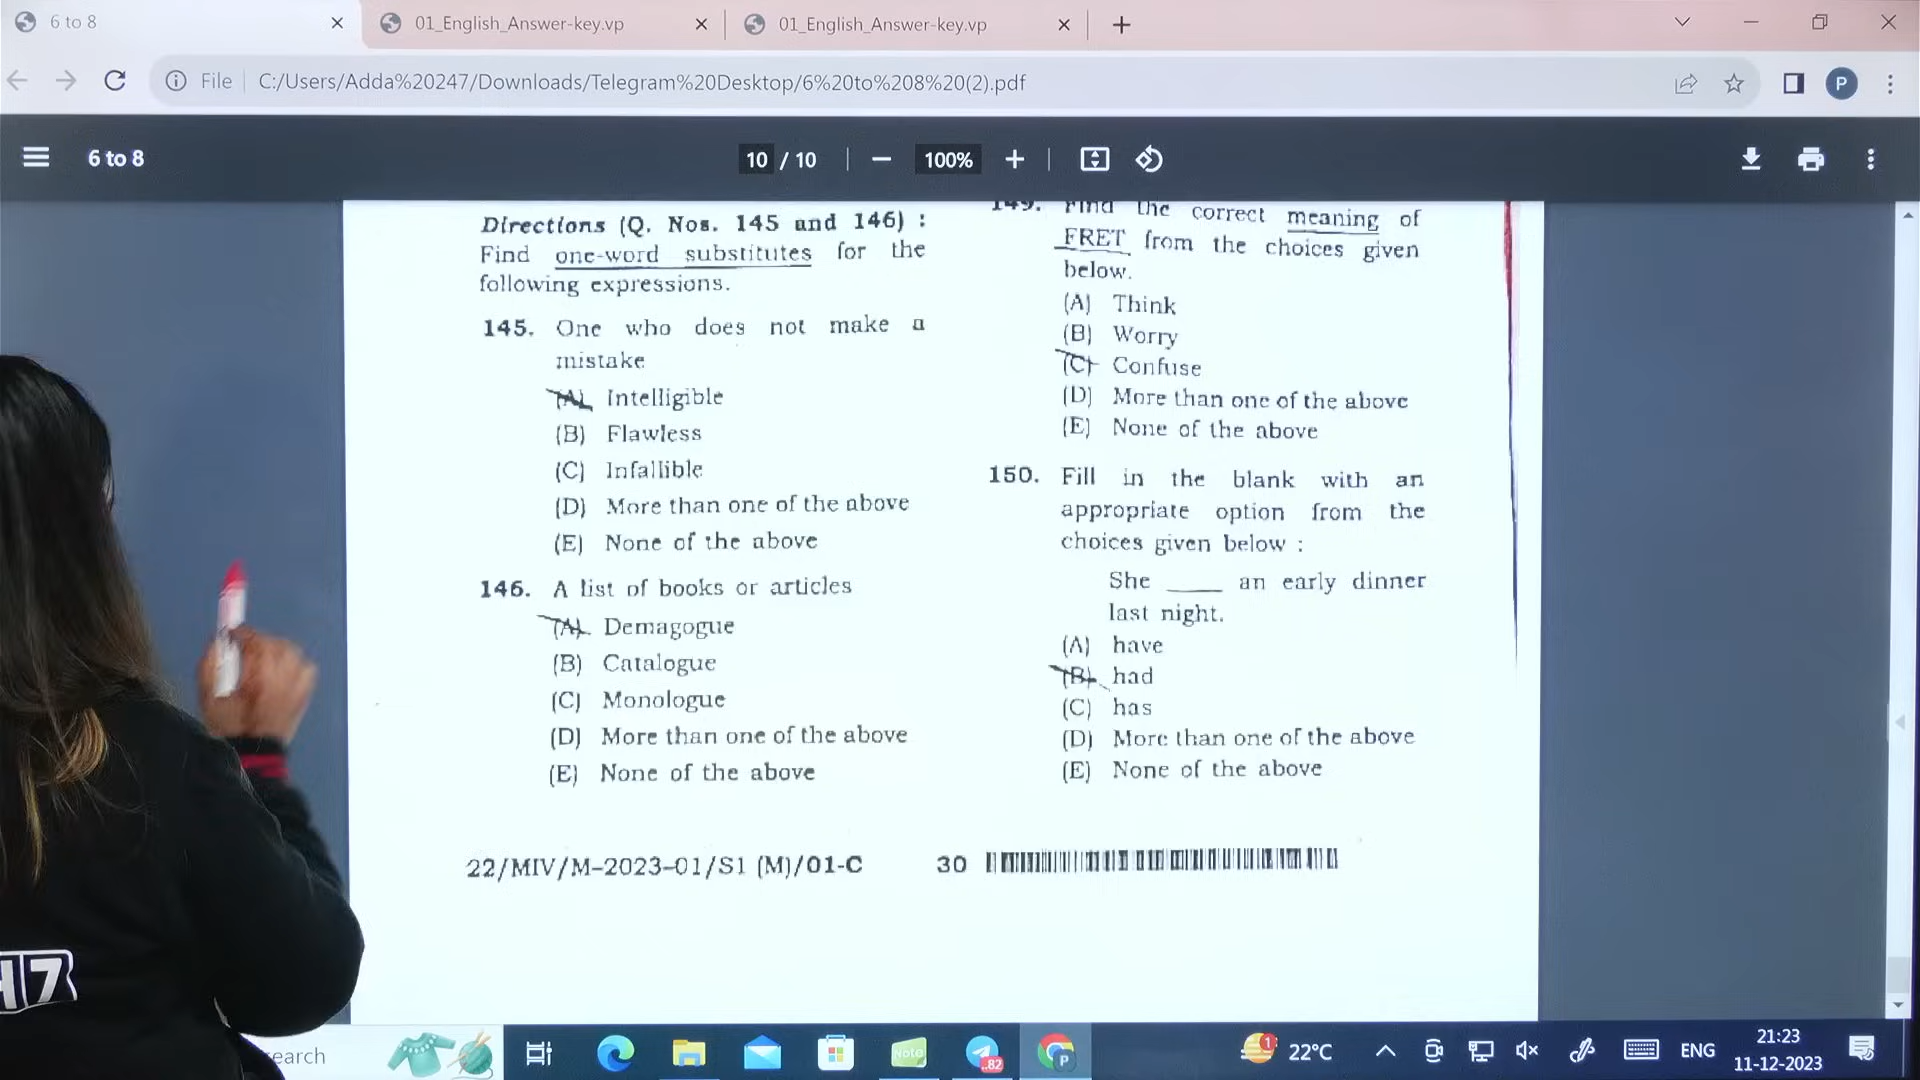 6 to 8
01_English_Answer-key.vp
01_English_Answer-key.vp
File
C:/Users/Adda%20247/Downloads/Telegram%20Desktop/6%20to%208%20(2).pdf
P
6 to 8
10 / 10
100%
Directions (Q. Nos. 145 and 146) :
Find one-word substitutes for the
following expressions.
145. One who does not make a
mistake
(A) Intelligible
(B) Flawless
(C) Infallible
(D) More than one of the above
(E) None of the above
146. A list of books or articles
(A) Demagogue
(B) Catalogue
(C) Monologue
(D) More than one of the above
(E) None of the above
149. Find the correct meaning of
FRET from the choices given
below.
(A) Think
(B) Worry
(C) Confuse
(D) More than one of the above
(E) None of the above
150. Fill in the blank with an
appropriate option from the
choices given below :
She ____ an early dinner
last night.
(A) have
(B) had
(C) has
(D) More than one of the above
(E) None of the above
22/MIV/M-2023-01/S1 (M)/01-C
30
H7
earch
Noto
82
P
1
22°C
ENG
21:23
11-12-2023